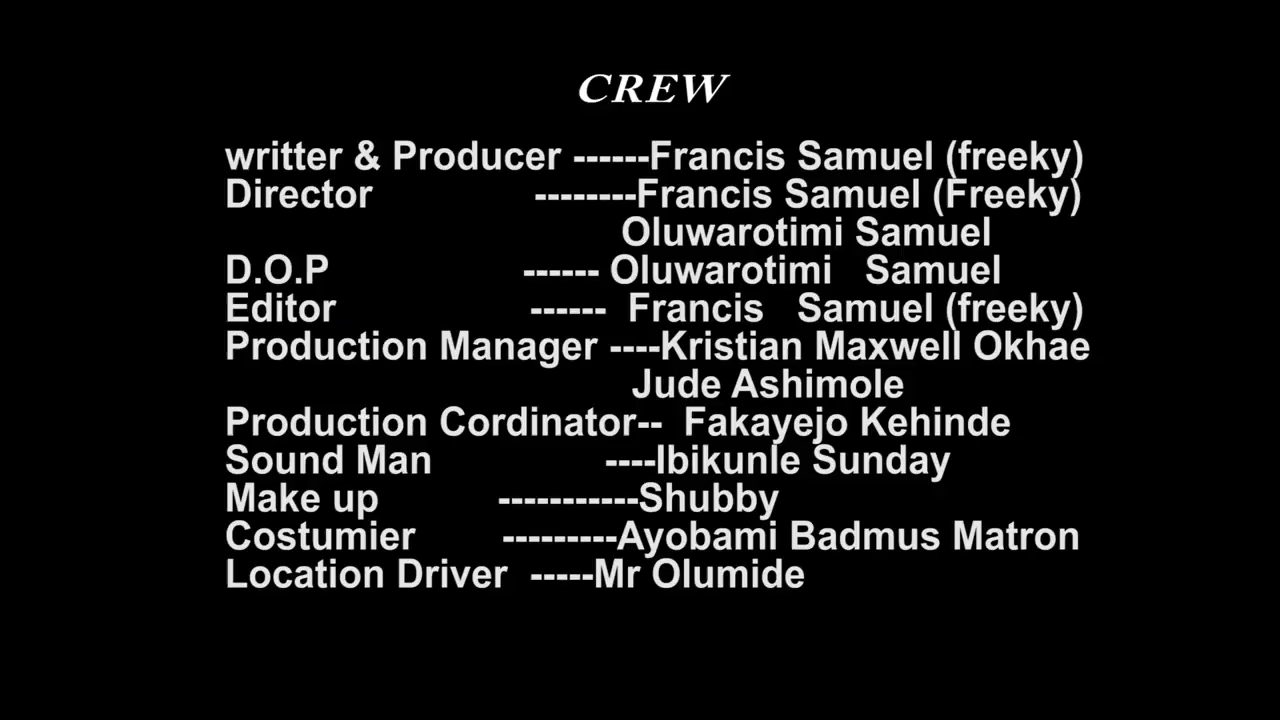 CREW
writter & Producer ------Francis Samuel (freeky)
Director --------Francis Samuel (Freeky)
Oluwarotimi Samuel
D.O.P ------ Oluwarotimi Samuel
Editor ------ Francis Samuel (freeky)
Production Manager ----Kristian Maxwell Okhae
Jude Ashimole
Production Cordinator-- Fakayejo Kehinde
Sound Man ----Ibikunle Sunday
Make up -----------Shubby
Costumier ---------Ayobami Badmus Matron
Location Driver -----Mr Olumide